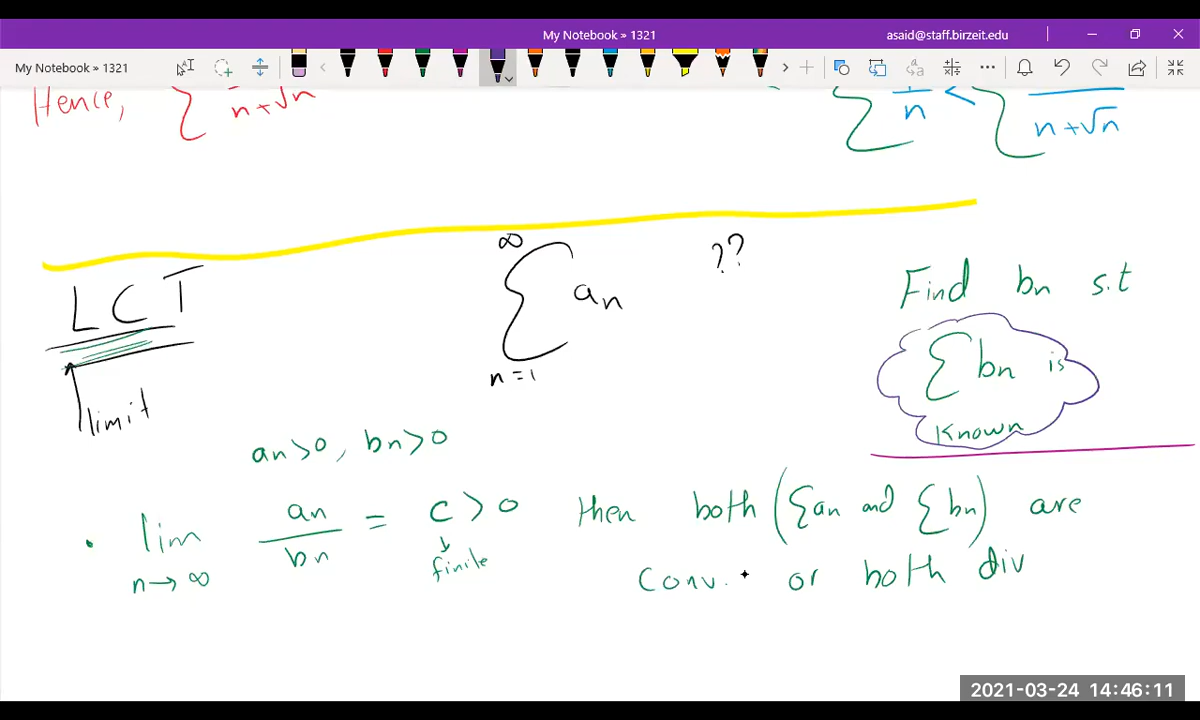 My Notebook » 1321
asaid@staff.birzeit.edu
My Notebook » 1321
Hence, Σ n+√n
Σ 1/n < Σ n+√n
LCT
limit
∞
Σ an ??
n=1
Find bn s.t
Σ bn is
Known
an>0, bn>0
• lim an/bn = c > 0 then both (Σan and Σbn) are
n→∞ finite conv. or both div
2021-03-24 14:46:11